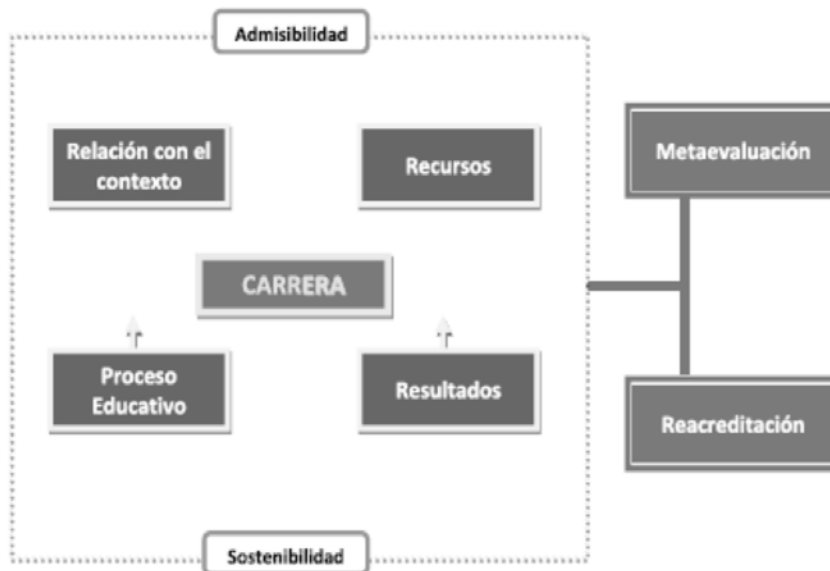 Admisibilidad
Relación con el
contexto
Recursos
Metaevaluación
CARRERA
Proceso
Educativo
Resultados
Reacreditación
Sostenibilidad